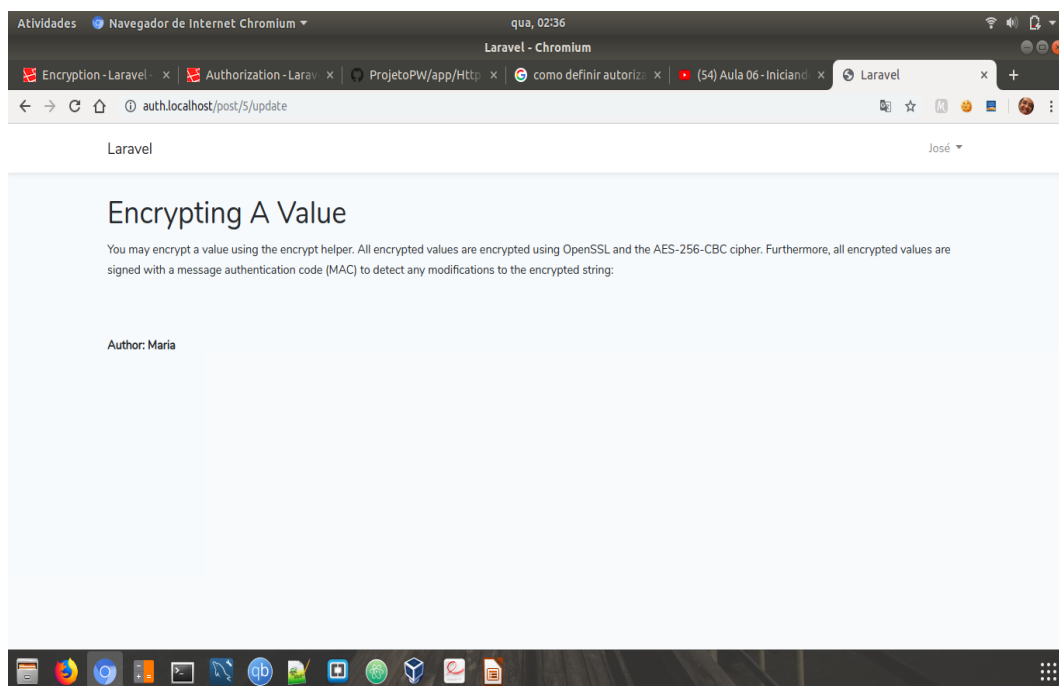 Atividades Navegador de Internet Chromium qua, 02:36
Laravel - Chromium
Encryption - Laravel - Authorization - Larav ProjetoPW/app/Http como definir autoriza (54) Aula 06 - Iniciand Laravel
auth.localhost/post/5/update
Laravel José
Encrypting A Value
You may encrypt a value using the encrypt helper. All encrypted values are encrypted using OpenSSL and the AES-256-CBC cipher. Furthermore, all encrypted values are
signed with a message authentication code (MAC) to detect any modifications to the encrypted string:
Author: Maria
qb